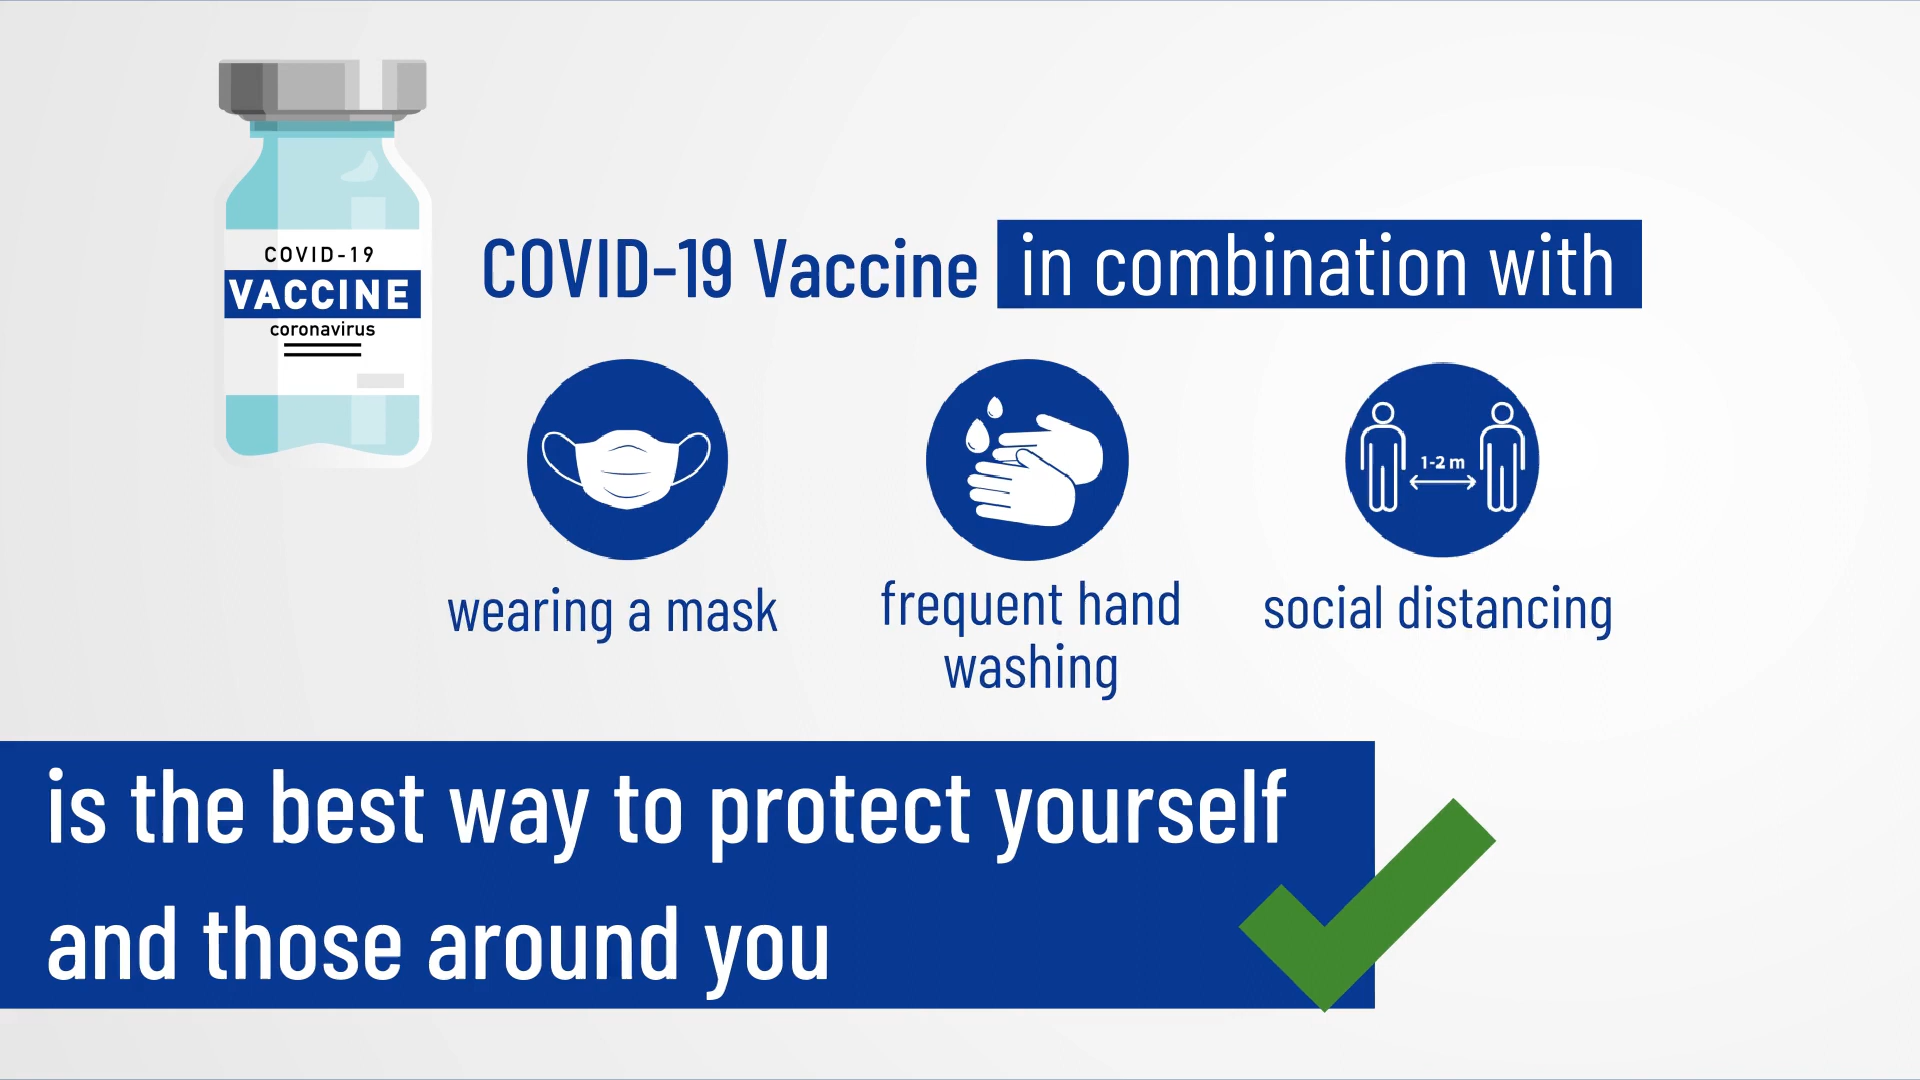 COVID-19
VACCINE
coronavirus
COVID-19 Vaccine in combination with
1-2 m
wearing a mask
frequent hand
washing
social distancing
is the best way to protect yourself
and those around you